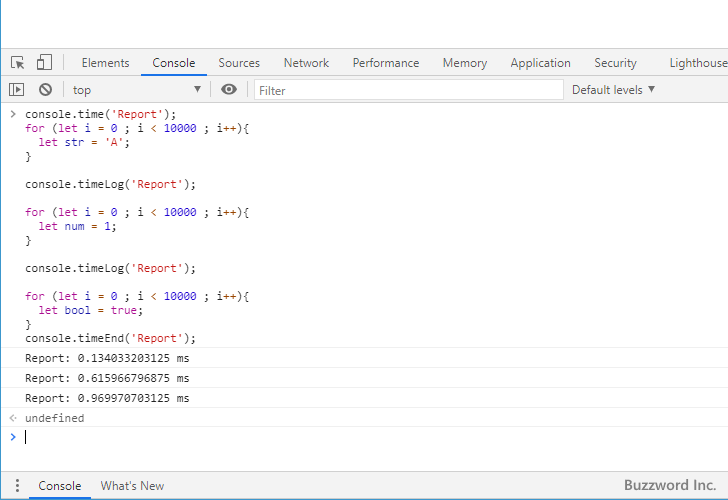 Elements Console Sources Network Performance Memory Application Security Lighthouse
top Filter Default levels
console.time('Report');
for (let i = 0 ; i < 10000 ; i++){
  let str = 'A';
}
console.timeLog('Report');
for (let i = 0 ; i < 10000 ; i++){
  let num = 1;
}
console.timeLog('Report');
for (let i = 0 ; i < 10000 ; i++){
  let bool = true;
}
console.timeEnd('Report');
Report: 0.134033203125 ms
Report: 0.615966796875 ms
Report: 0.969970703125 ms
undefined
Console What's New
Buzzword Inc.